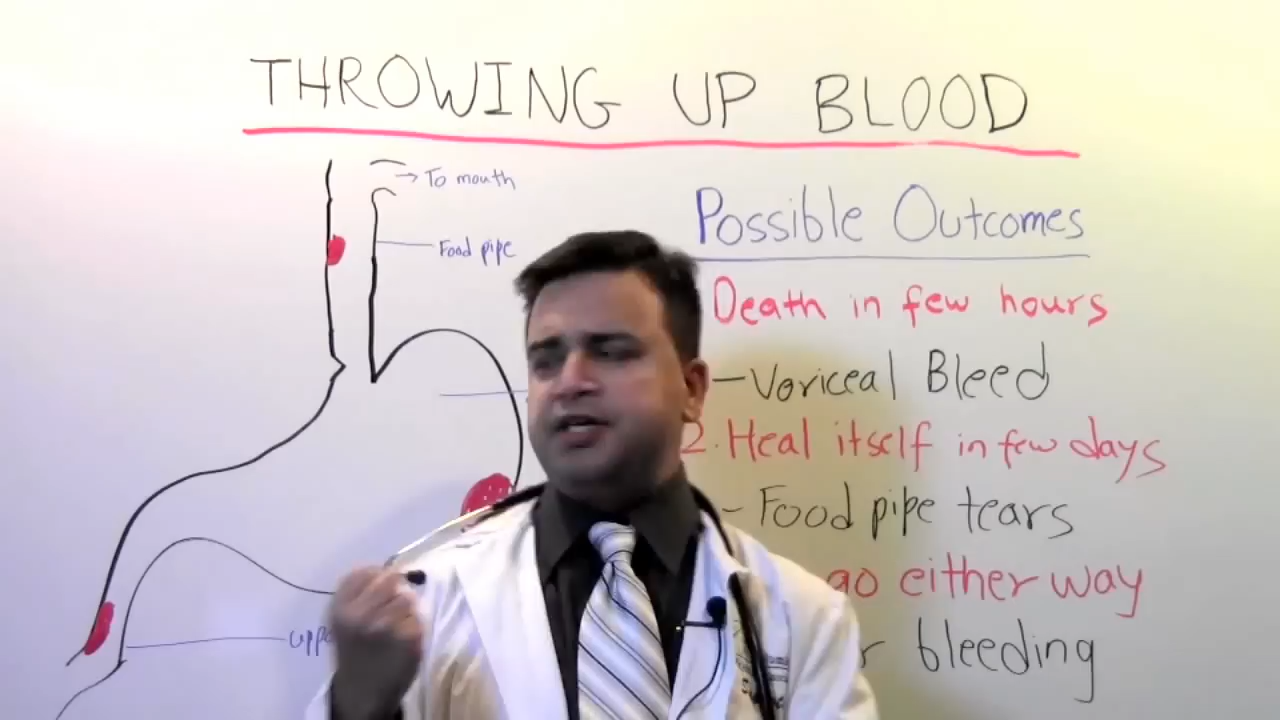 THROWING UP BLOOD
To mouth
Food pipe
Possible Outcomes
Death in few hours
- Variceal Bleed
2. Heal itself in few days
- Food pipe tears
go either way
bleeding